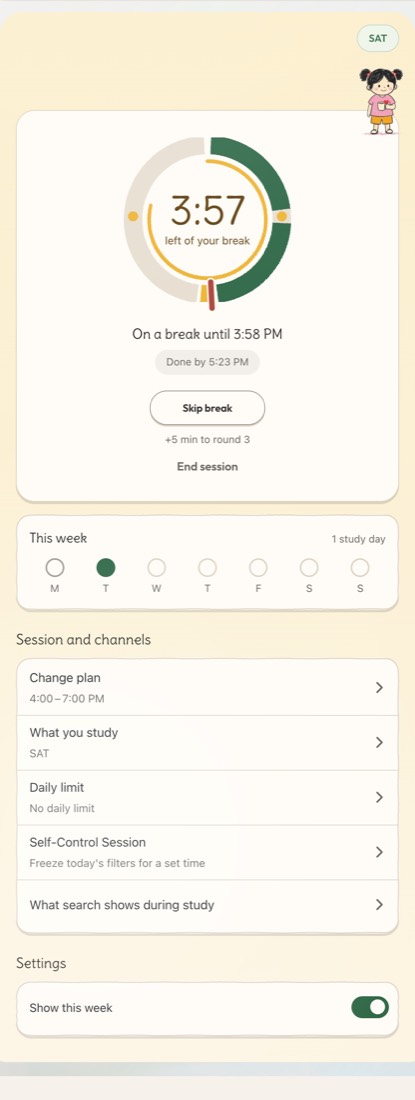 SAT
3:57
left of your break
On a break until 3:58 PM
Done by 5:23 PM
Skip break
+5 min to round 3
End session
This week
1 study day
M T W T F S S
Session and channels
Change plan
4:00–7:00 PM
What you study
SAT
Daily limit
No daily limit
Self-Control Session
Freeze today's filters for a set time
What search shows during study
Settings
Show this week